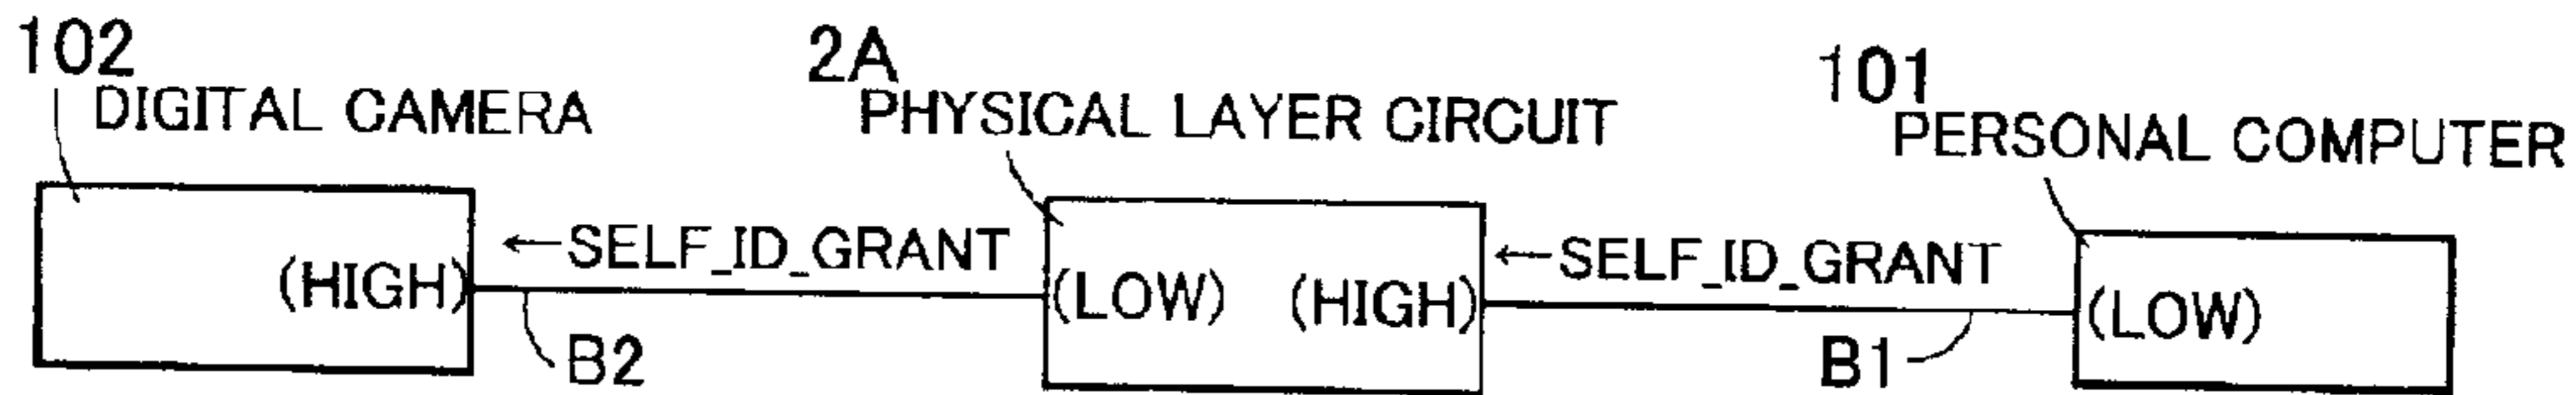 102
DIGITAL CAMERA
2A
PHYSICAL LAYER CIRCUIT
101
PERSONAL COMPUTER
(HIGH)
←SELF_ID_GRANT
B2
(LOW) (HIGH)
←SELF_ID_GRANT
B1
(LOW)